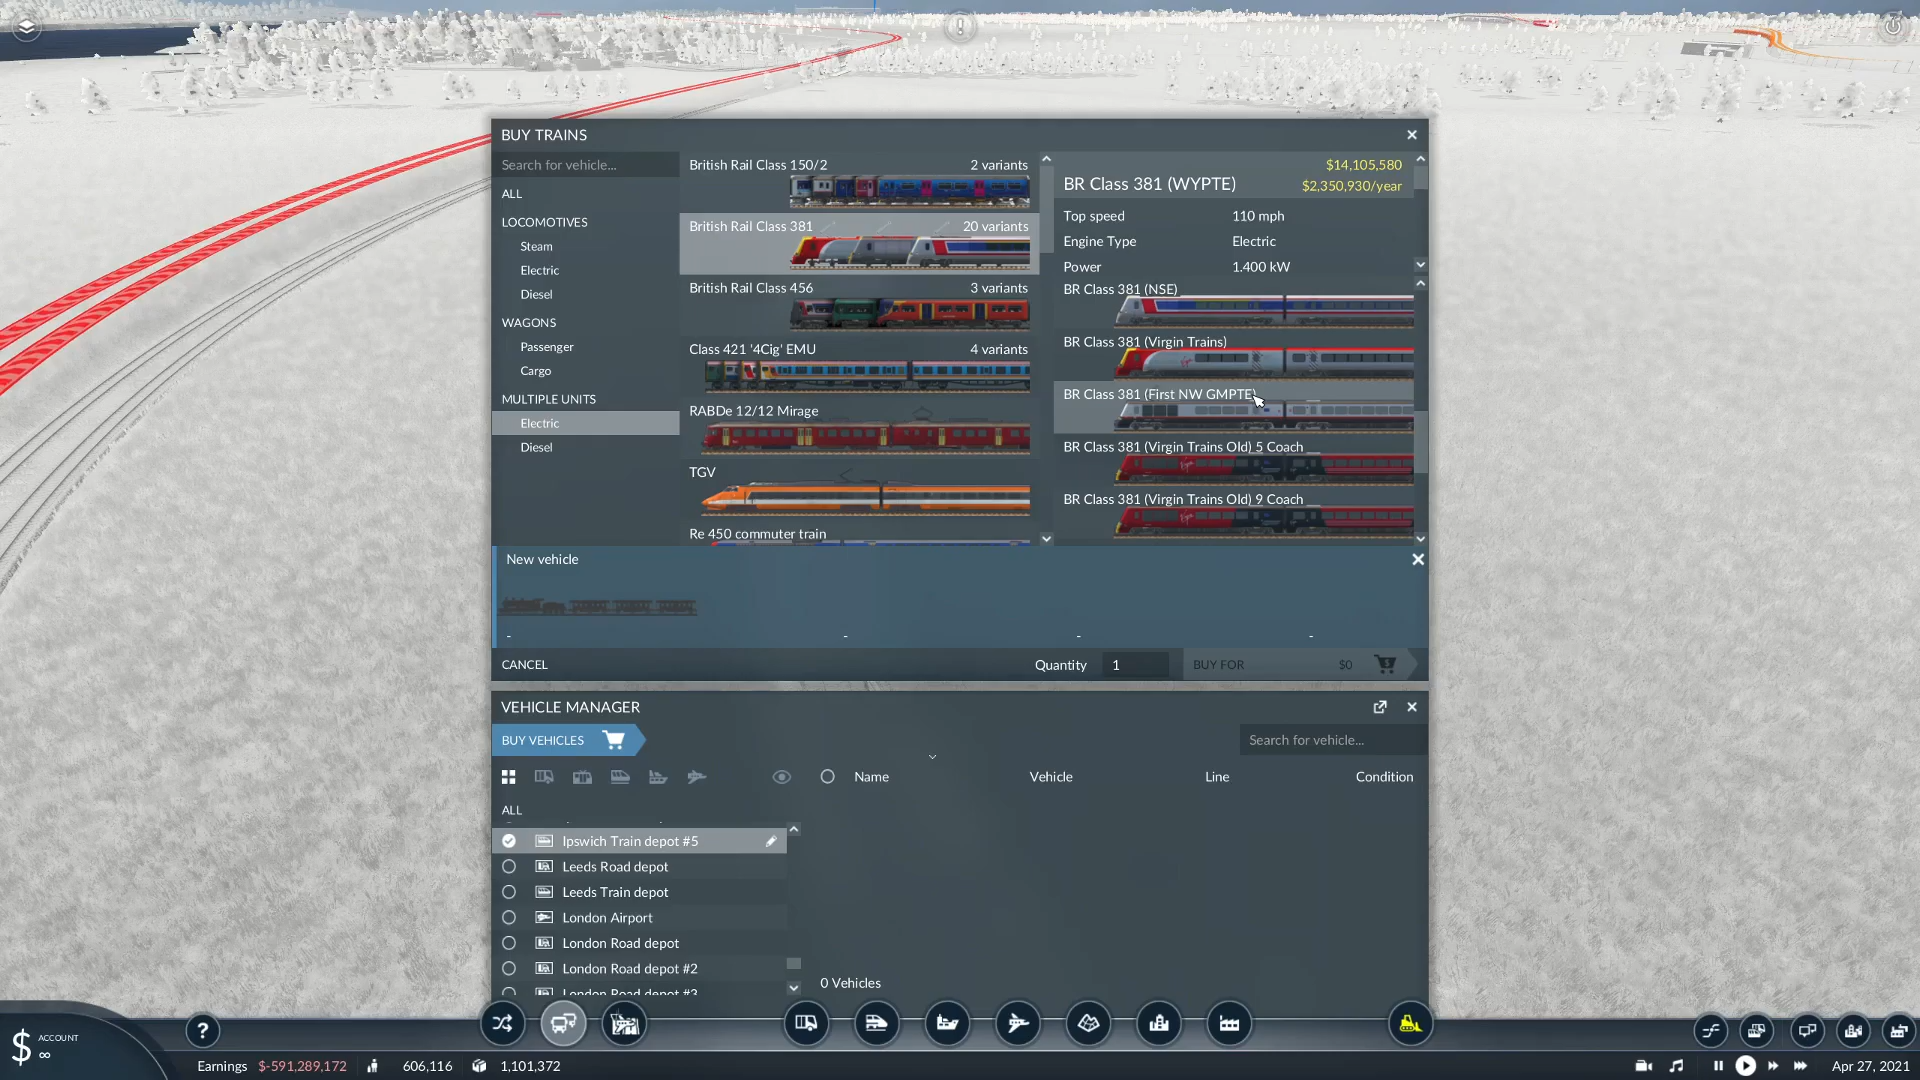 BUY TRAINS
Search for vehicle...
ALL
LOCOMOTIVES
Steam
Electric
Diesel
WAGONS
Passenger
Cargo
MULTIPLE UNITS
Electric
Diesel
British Rail Class 150/2 2 variants
British Rail Class 381 20 variants
British Rail Class 456 3 variants
Class 421 '4Cig' EMU 4 variants
RABDe 12/12 Mirage
TGV
Re 450 commuter train
$14,105,580
BR Class 381 (WYPTE) $2,350,930/year
Top speed 110 mph
Engine Type Electric
Power 1.400 kW
BR Class 381 (NSE)
BR Class 381 (Virgin Trains)
BR Class 381 (First NW GMPTE)
BR Class 381 (Virgin Trains Old) 5 Coach
BR Class 381 (Virgin Trains Old) 9 Coach
New vehicle
- - - -
CANCEL Quantity 1 BUY FOR $0
VEHICLE MANAGER
BUY VEHICLES Search for vehicle...
Name Vehicle Line Condition
ALL
Ipswich Train depot #5
Leeds Road depot
Leeds Train depot
London Airport
London Road depot
London Road depot #2
London Road depot #3
0 Vehicles
$ ACCOUNT
∞
?
Earnings $-591,289,172 606,116 1,101,372 Apr 27, 2021